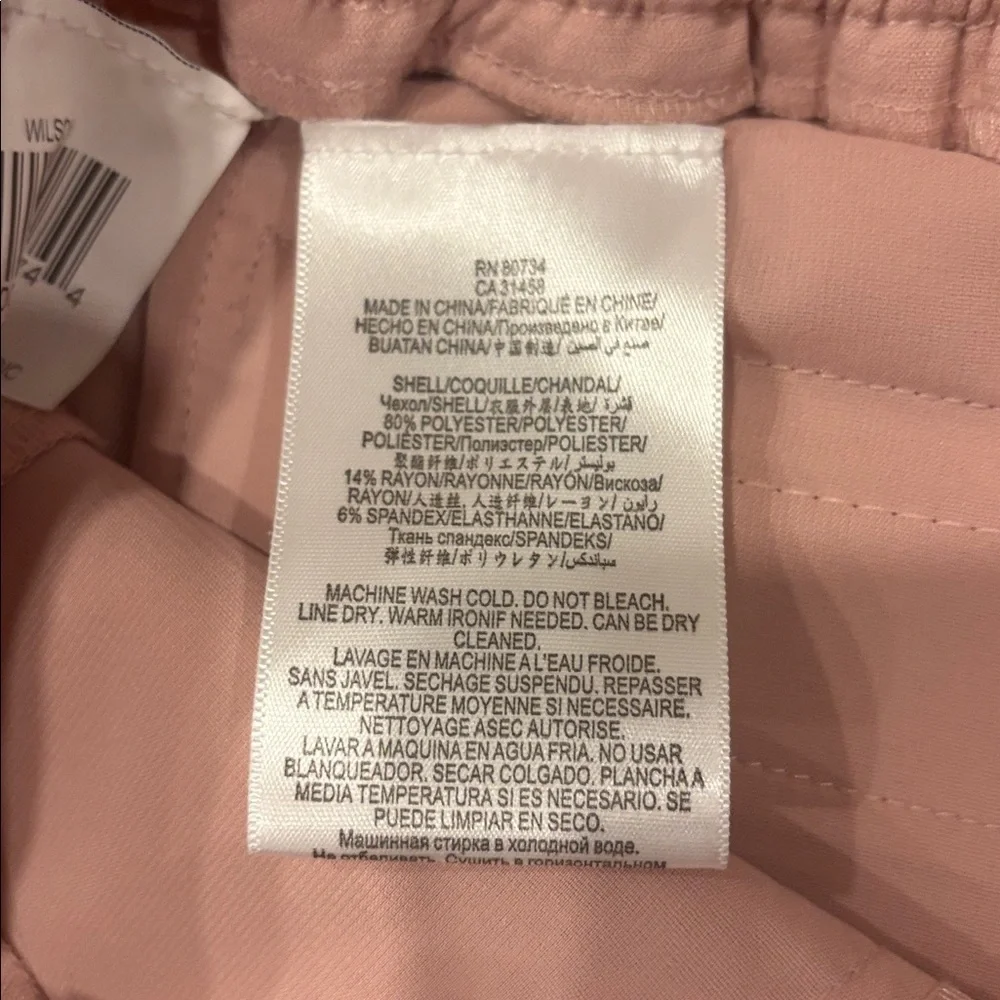 RN 80734
CA 31458
MADE IN CHINA/FABRIQUÉ EN CHINE/
HECHO EN CHINA/Произведено в Китае/
BUATAN CHINA/中国制造/صنع في الصين
SHELL/COQUILLE/CHANDAL/
Чехол/SHELL/衣服外层/表地/قشرة
80% POLYESTER/POLYESTER/
POLIÉSTER/Полиэстер/POLIESTER/
聚酯纤维/ポリエステル/بوليستر
14% RAYON/RAYONNE/RAYÓN/Вискоза/
RAYON/人造丝, 人造纤维/レーヨン/رايون
6% SPANDEX/ELASTHANNE/ELASTANO/
Ткань спандекс/SPANDEKS/
弹性纤维/ポリウレタン/سباندكس
MACHINE WASH COLD. DO NOT BLEACH.
LINE DRY. WARM IRONIF NEEDED. CAN BE DRY
CLEANED.
LAVAGE EN MACHINE A L'EAU FROIDE.
SANS JAVEL. SECHAGE SUSPENDU. REPASSER
A TEMPERATURE MOYENNE SI NECESSAIRE.
NETTOYAGE ASEC AUTORISE.
LAVAR A MAQUINA EN AGUA FRIA. NO USAR
BLANQUEADOR. SECAR COLGADO. PLANCHA A
MEDIA TEMPERATURA SI ES NECESARIO. SE
PUEDE LIMPIAR EN SECO.
Машинная стирка в холодной воде.
Не отбеливать. Сушить в горизонтальном
WILSO
74 4
0